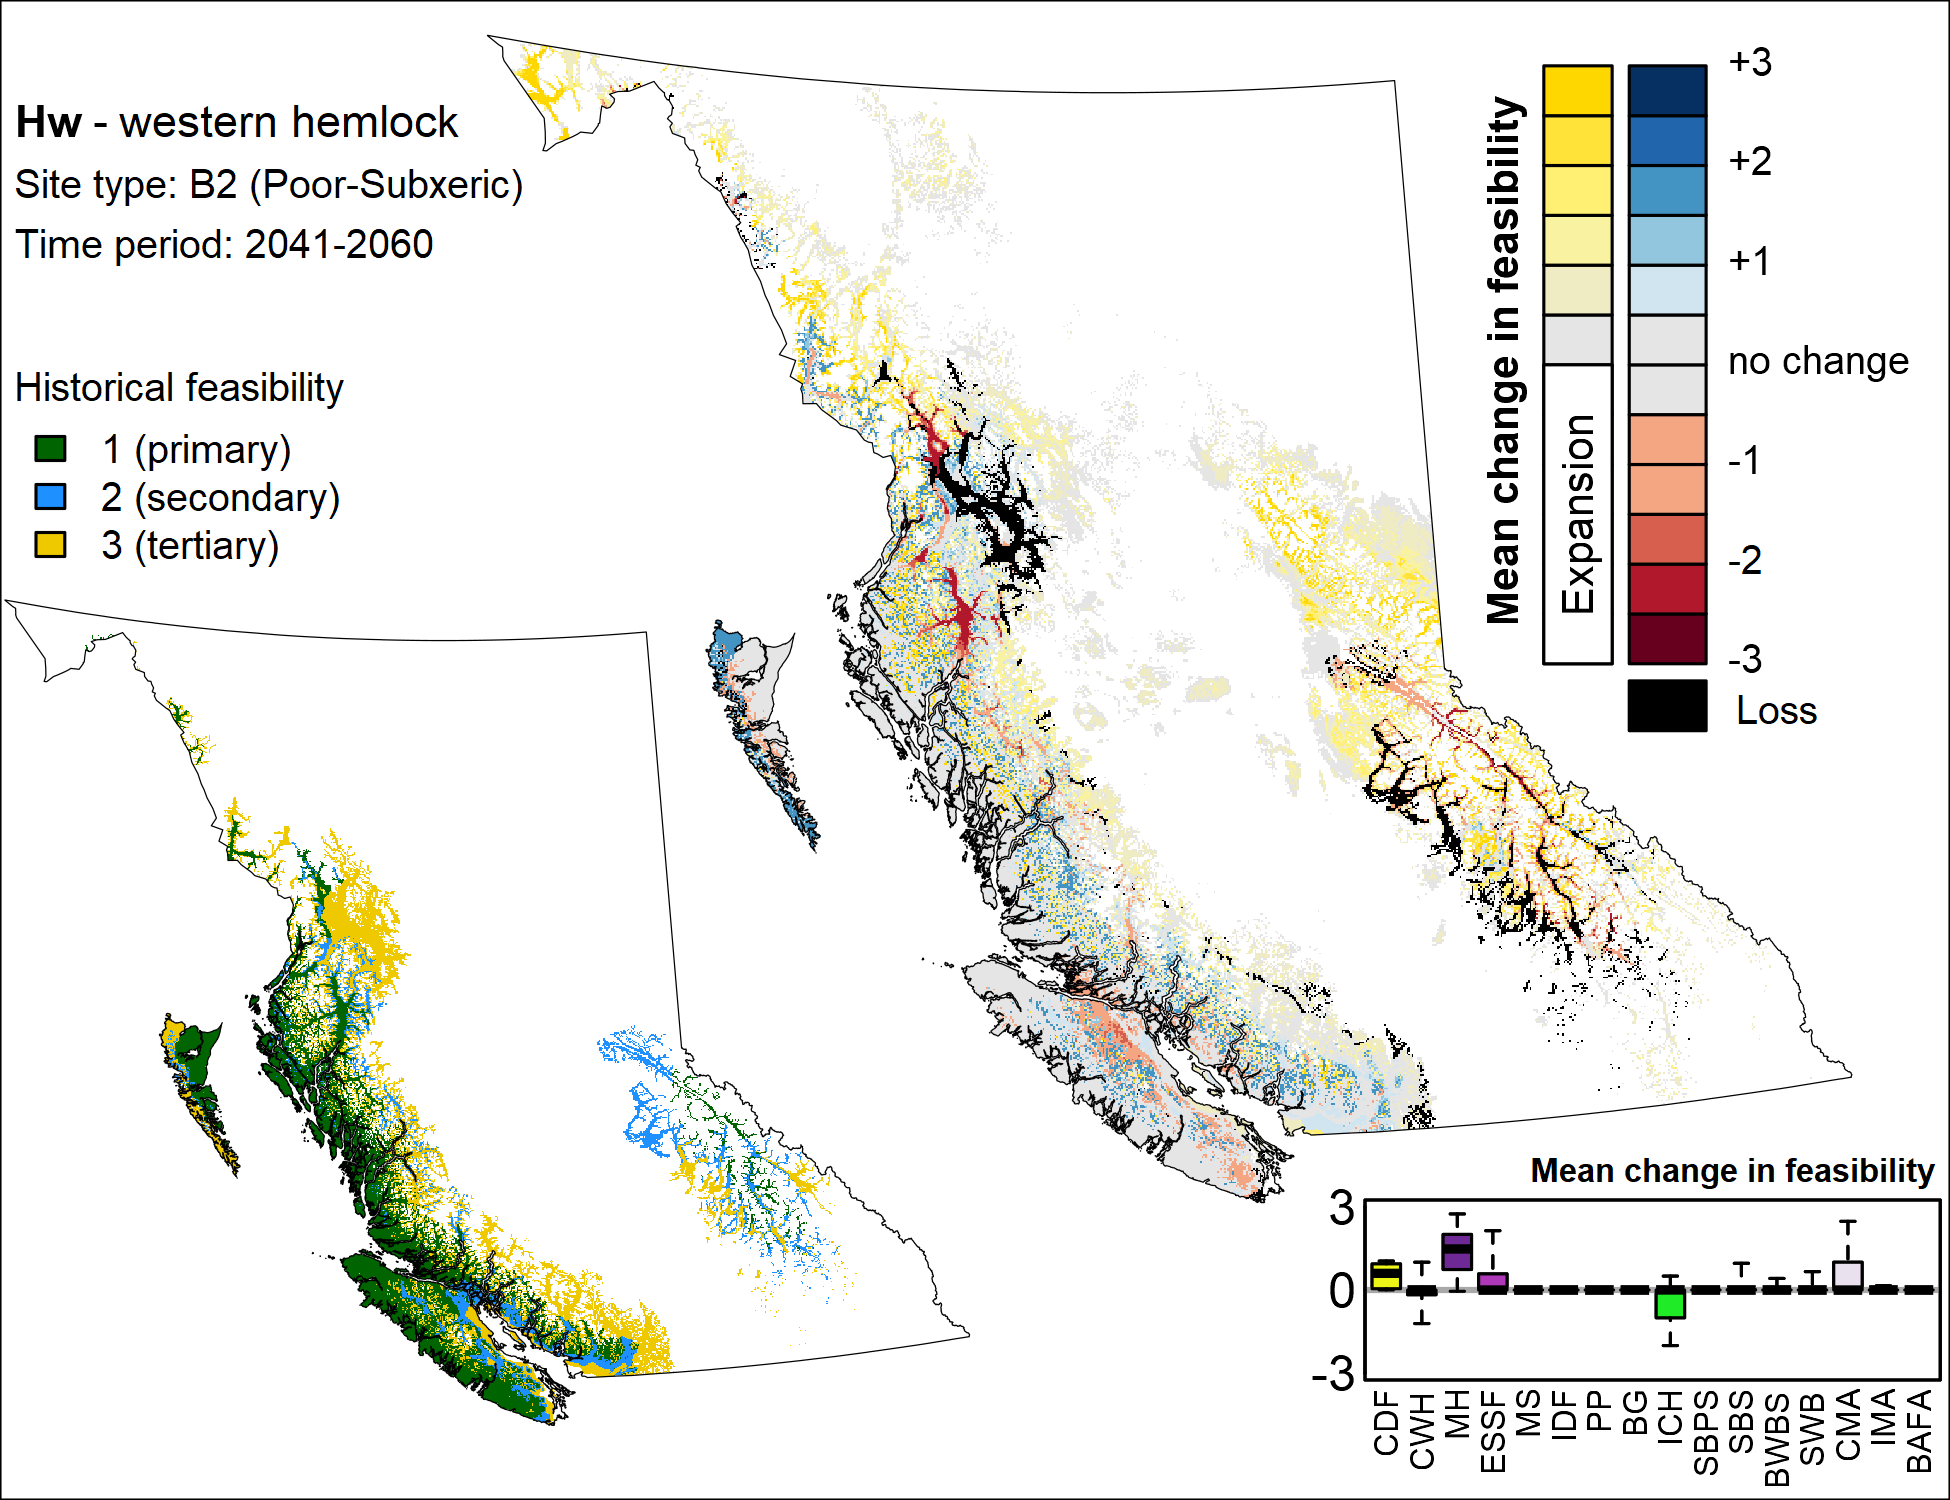 Hw - western hemlock
Site type: B2 (Poor-Subxeric)
Time period: 2041-2060
Historical feasibility
1 (primary)
2 (secondary)
3 (tertiary)
Mean change in feasibility
Expansion
+3
+2
+1
no change
-1
-2
-3
Loss
Mean change in feasibility
3
0
-3
CDF
CWH
MH
ESSF
MS
IDF
PP
BG
ICH
SBPS
SBS
BWBS
SWB
CMA
IMA
BAFA